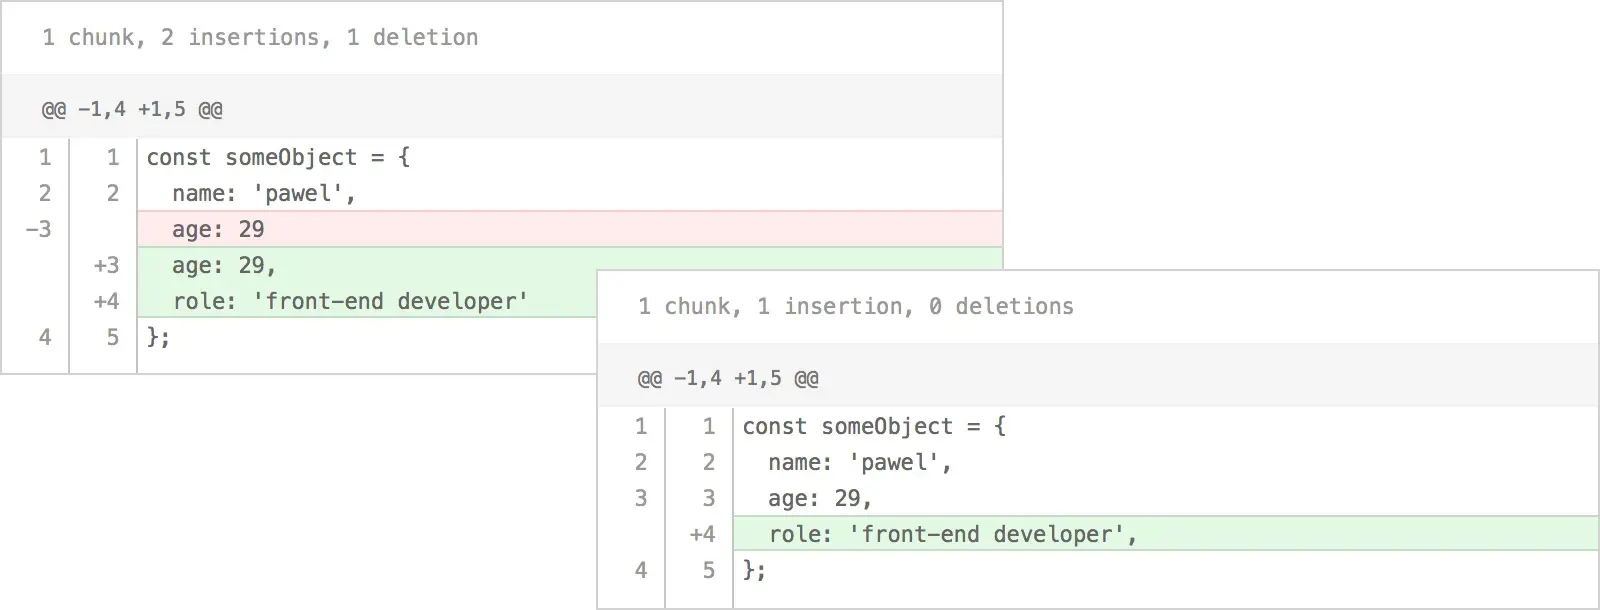 1 chunk, 2 insertions, 1 deletion
@@ -1,4 +1,5 @@
1 1 const someObject = {
2 2   name: 'pawel',
-3   age: 29
+3   age: 29,
+4   role: 'front-end developer'
4 5 };
1 chunk, 1 insertion, 0 deletions
@@ -1,4 +1,5 @@
1 1 const someObject = {
2 2   name: 'pawel',
3 3   age: 29,
+4   role: 'front-end developer',
4 5 };